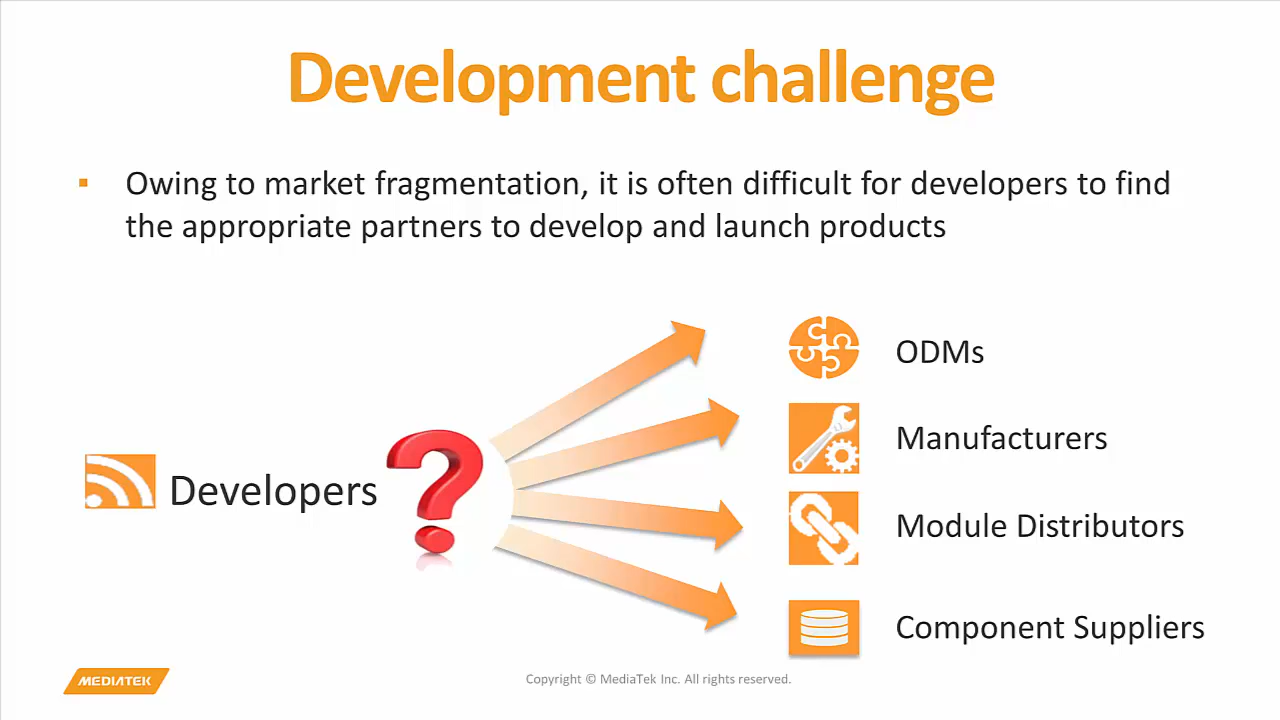 Development challenge
Owing to market fragmentation, it is often difficult for developers to find
the appropriate partners to develop and launch products
ODMs
Manufacturers
Developers
Module Distributors
Component Suppliers
MEDIATEK
Copyright © MediaTek Inc. All rights reserved.